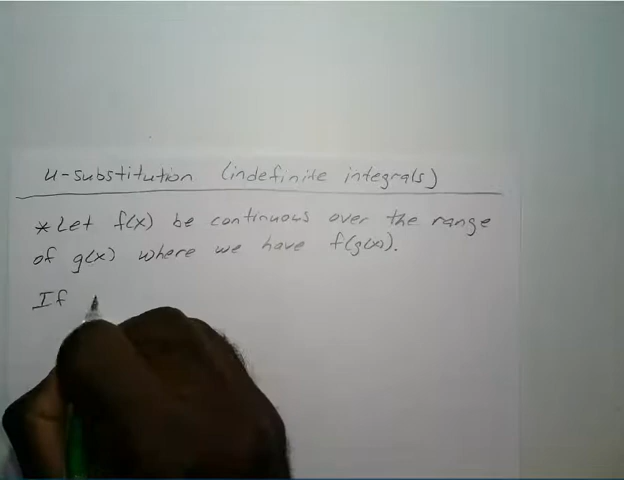 u-substitution (indefinite integrals)
*Let f(x) be continuous over the range
of g(x) where we have f(g(x)).
If